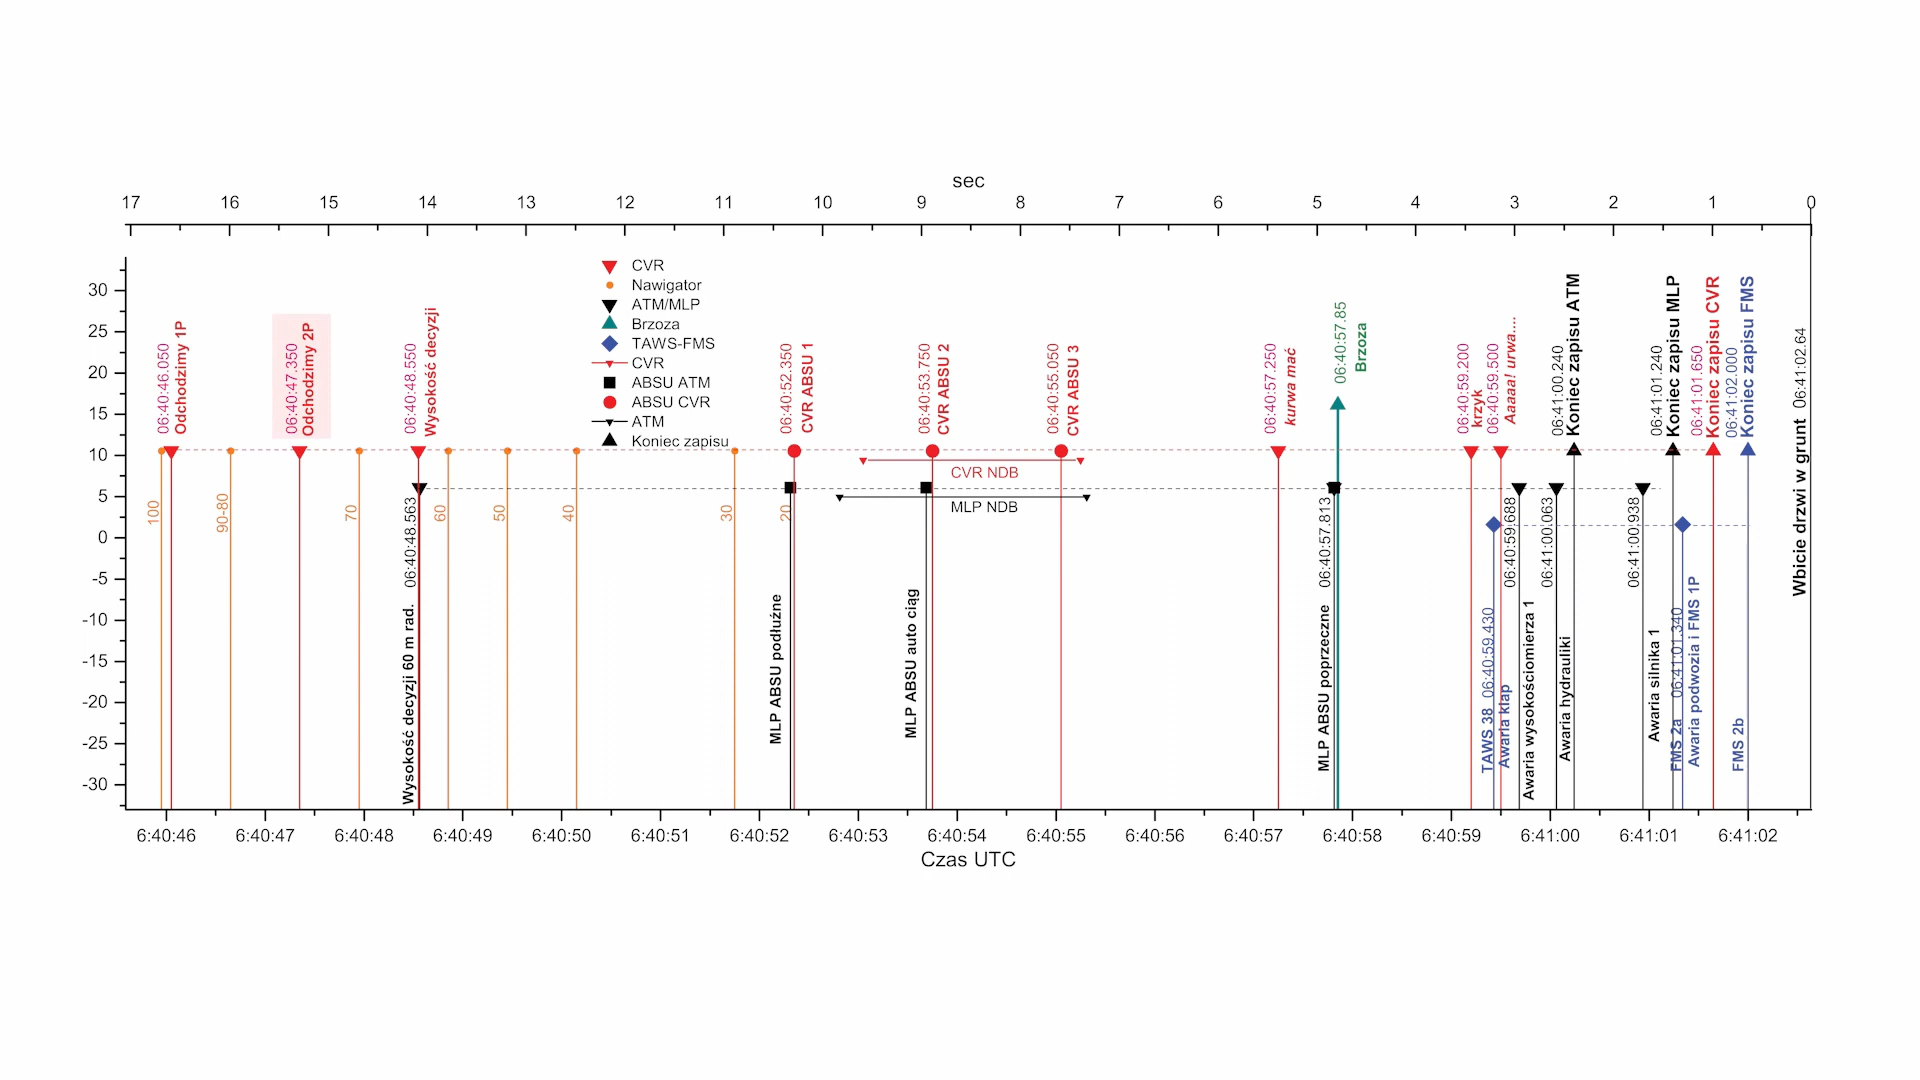 sec
17 16 15 14 13 12 11 10 9 8 7 6 5 4 3 2 1 0
30
25
20
15
10
5
0
-5
-10
-15
-20
-25
-30
CVR
Nawigator
ATM/MLP
Brzoza
TAWS-FMS
CVR
ABSU ATM
ABSU CVR
ATM
Koniec zapisu
06:40:46.050
Odchodzimy 1P
06:40:47.350
Odchodzimy 2P
06:40:48.550
Wysokość decyzji
06:40:52.350
CVR ABSU 1
06:40:53.750
CVR ABSU 2
06:40:55.050
CVR ABSU 3
06:40:57.250
kurwa mać
06:40:57.85
Brzoza
06:40:59.200
krzyk
06:40:59.500
Aaaaa! urwa....
06:41:00.240
Koniec zapisu ATM
06:41:01.240
Koniec zapisu MLP
06:41:01.650
Koniec zapisu CVR
06:41:02.000
Koniec zapisu FMS
Wbicie drzwi w grunt 06:41:02.64
CVR NDB
MLP NDB
100
90-80
70
60
50
40
30
20
Wysokość decyzji 60 m rad. 06:40:48.563
MLP ABSU podłużne
MLP ABSU auto ciąg
MLP ABSU poprzeczne 06:40:57.813
TAWS 38 06:40:59.430
Awaria klap
06:40:59.688
Awaria wysokościomierza 1
06:41:00.063
Awaria hydrauliki
06:41:00.938
Awaria silnika 1
FMS 2a 06:41:01.340
Awaria podwozia i FMS 1P
FMS 2b
6:40:46 6:40:47 6:40:48 6:40:49 6:40:50 6:40:51 6:40:52 6:40:53 6:40:54 6:40:55 6:40:56 6:40:57 6:40:58 6:40:59 6:41:00 6:41:01 6:41:02
Czas UTC